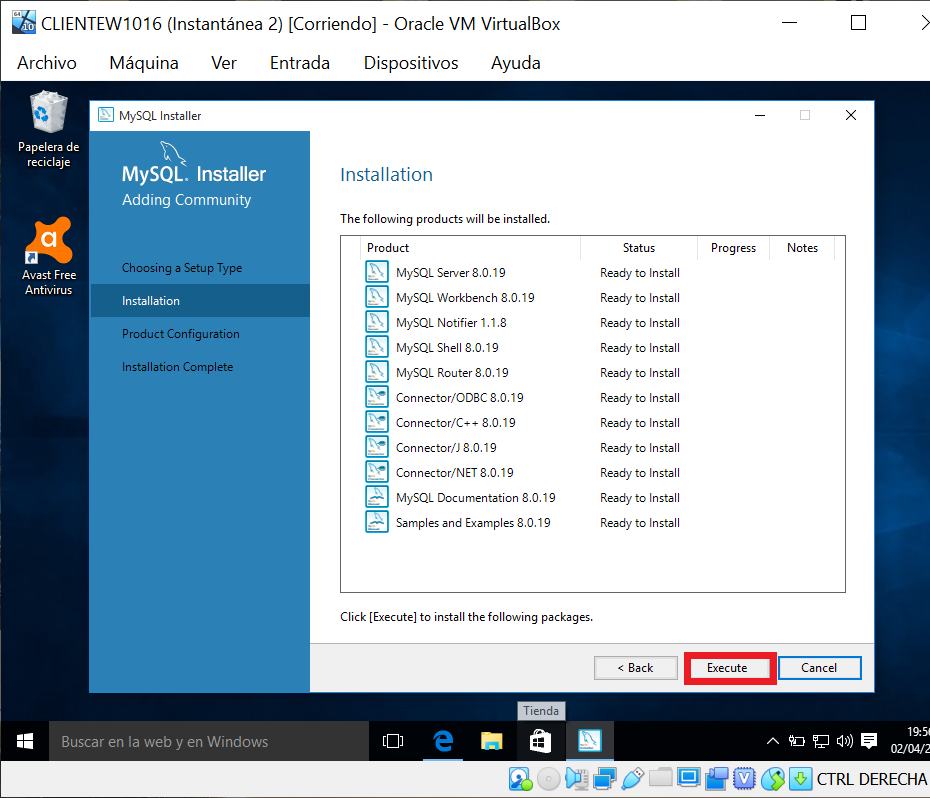 CLIENTEW1016 (Instantánea 2) [Corriendo] - Oracle VM VirtualBox
Archivo Máquina Ver Entrada Dispositivos Ayuda
Papelera de
reciclaje
Avast Free
Antivirus
MySQL Installer
MySQL. Installer
Adding Community
Choosing a Setup Type
Installation
Product Configuration
Installation Complete
Installation
The following products will be installed.
Product Status Progress Notes
MySQL Server 8.0.19 Ready to Install
MySQL Workbench 8.0.19 Ready to Install
MySQL Notifier 1.1.8 Ready to Install
MySQL Shell 8.0.19 Ready to Install
MySQL Router 8.0.19 Ready to Install
Connector/ODBC 8.0.19 Ready to Install
Connector/C++ 8.0.19 Ready to Install
Connector/J 8.0.19 Ready to Install
Connector/NET 8.0.19 Ready to Install
MySQL Documentation 8.0.19 Ready to Install
Samples and Examples 8.0.19 Ready to Install
Click [Execute] to install the following packages.
< Back Execute Cancel
Tienda
Buscar en la web y en Windows
02/04/2
CTRL DERECHA